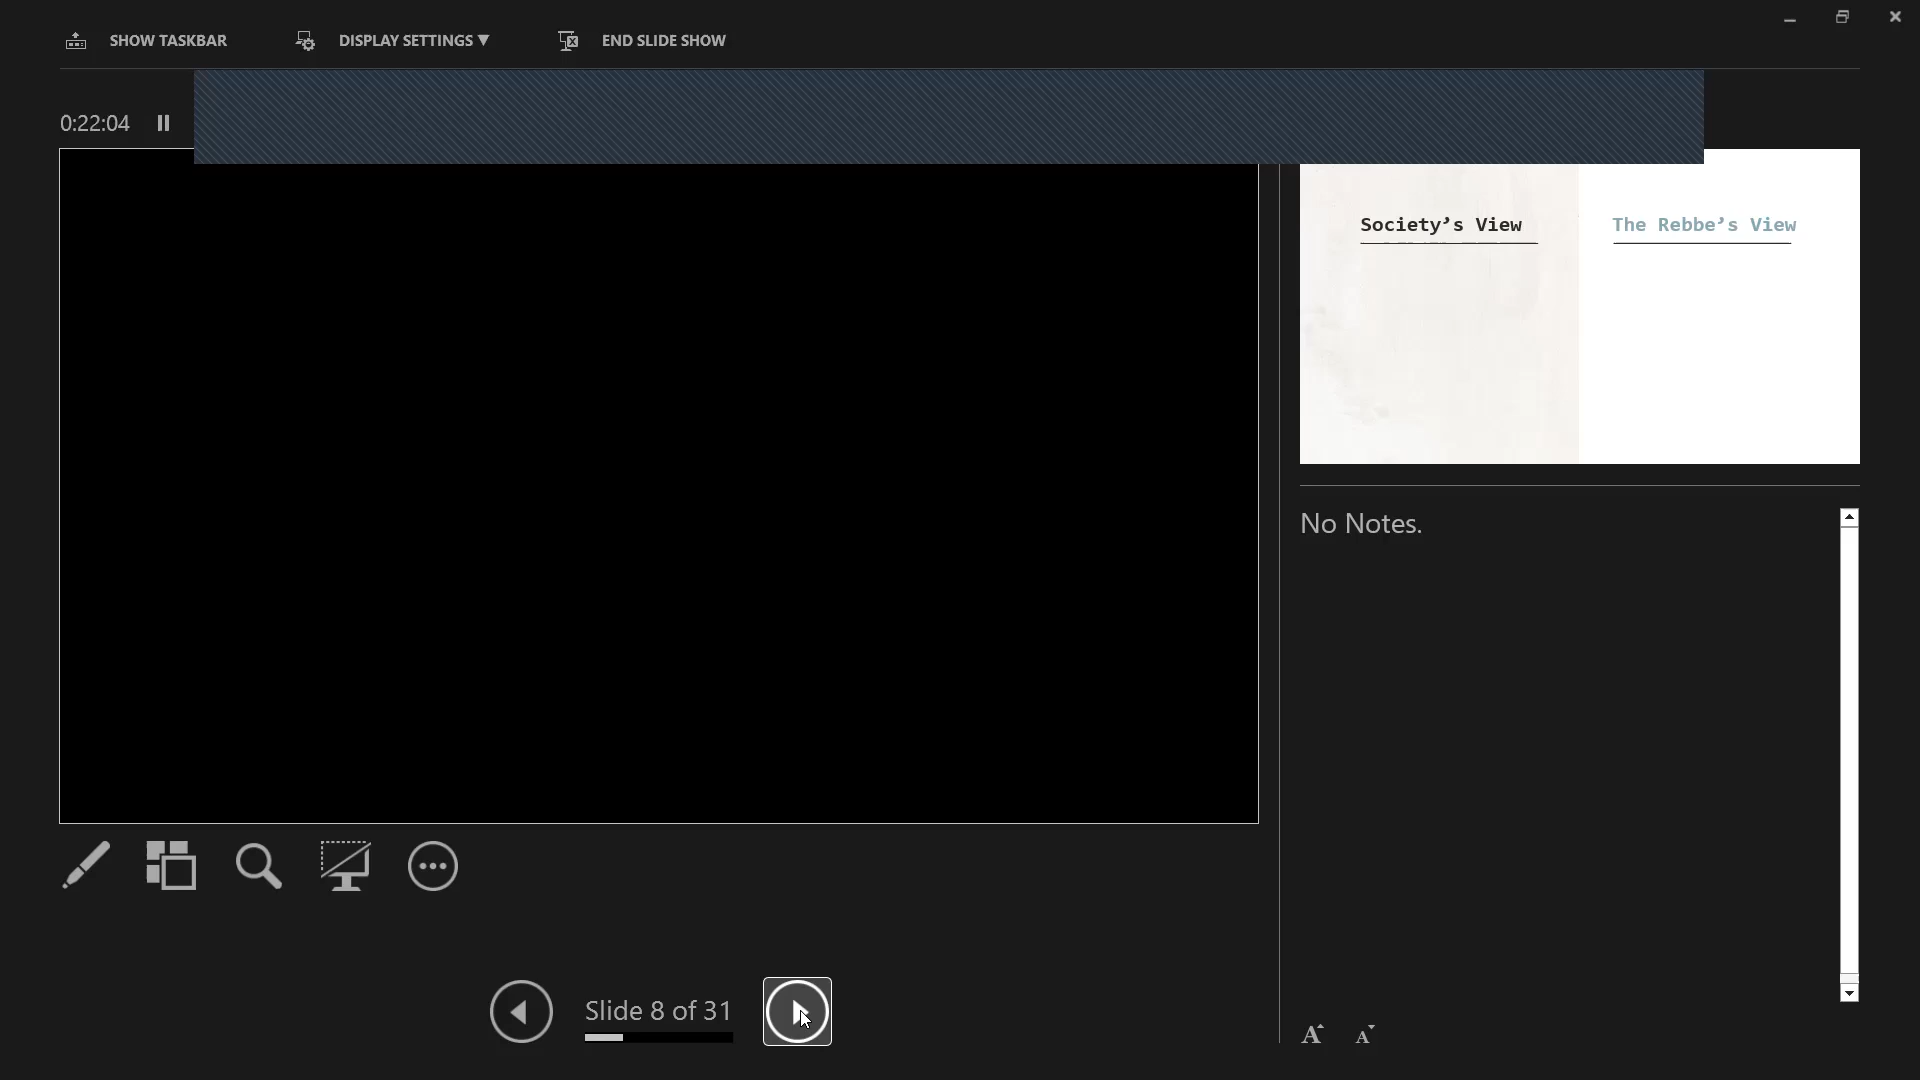 SHOW TASKBAR
DISPLAY SETTINGS ▼
END SLIDE SHOW
0:22:04
Society’s View
The Rebbe’s View
No Notes.
Slide 8 of 31
A A